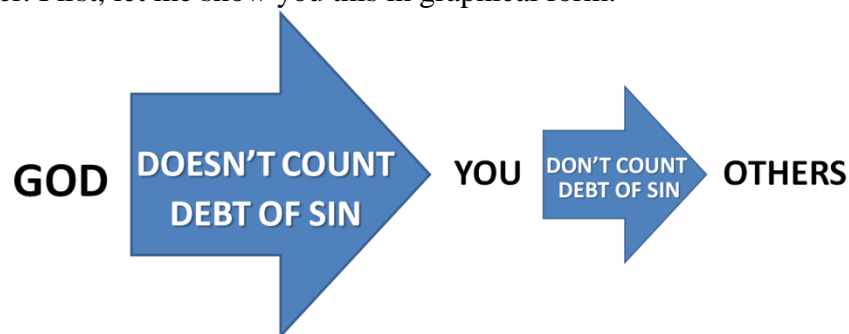 First, let me show you this in graphical form.
GOD
DOESN’T COUNT
DEBT OF SIN
YOU
DON’T COUNT
DEBT OF SIN
OTHERS